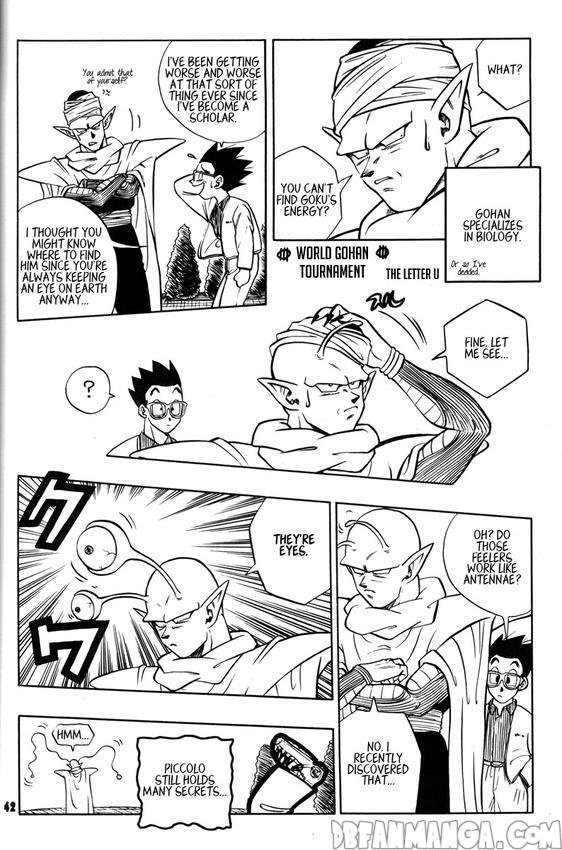 WHAT?
YOU CAN'T
FIND GOKU'S
ENERGY?
GOHAN
SPECIALIZES
IN BIOLOGY.
Or so I've
decided.
WORLD GOHAN
TOURNAMENT
THE LETTER U
I'VE BEEN GETTING
WORSE AND WORSE
AT THAT SORT OF
THING EVER SINCE
I'VE BECOME A
SCHOLAR.
You admit that
of yourself?
I THOUGHT YOU
MIGHT KNOW
WHERE TO FIND
HIM SINCE YOU'RE
ALWAYS KEEPING
AN EYE ON EARTH
ANYWAY...
FINE. LET
ME SEE...
?
OH? DO
THOSE
FEELERS
WORK LIKE
ANTENNAE?
NO. I
RECENTLY
DISCOVERED
THAT...
THEY'RE
EYES.
ク
ワ
HMM...
PICCOLO
STILL HOLDS
MANY SECRETS...
42
DBFANMANGA.COM